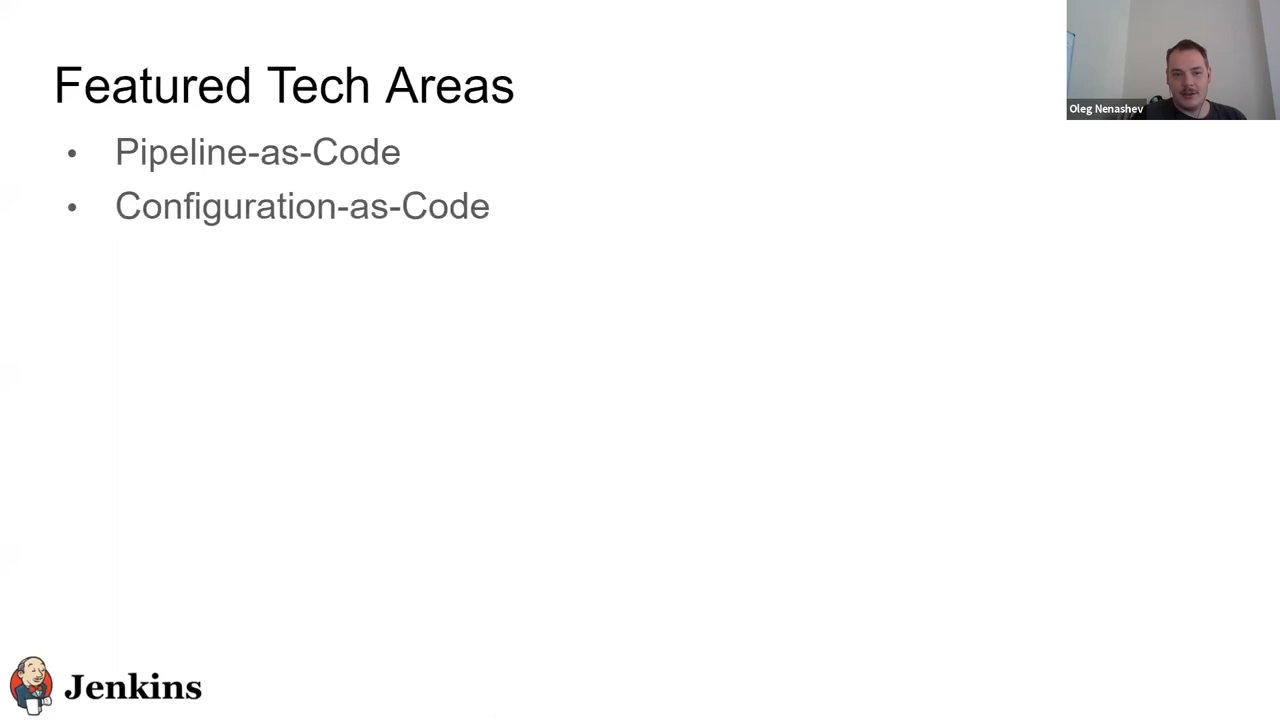 Featured Tech Areas
Oleg Nenashev
• Pipeline-as-Code
• Configuration-as-Code
Jenkins